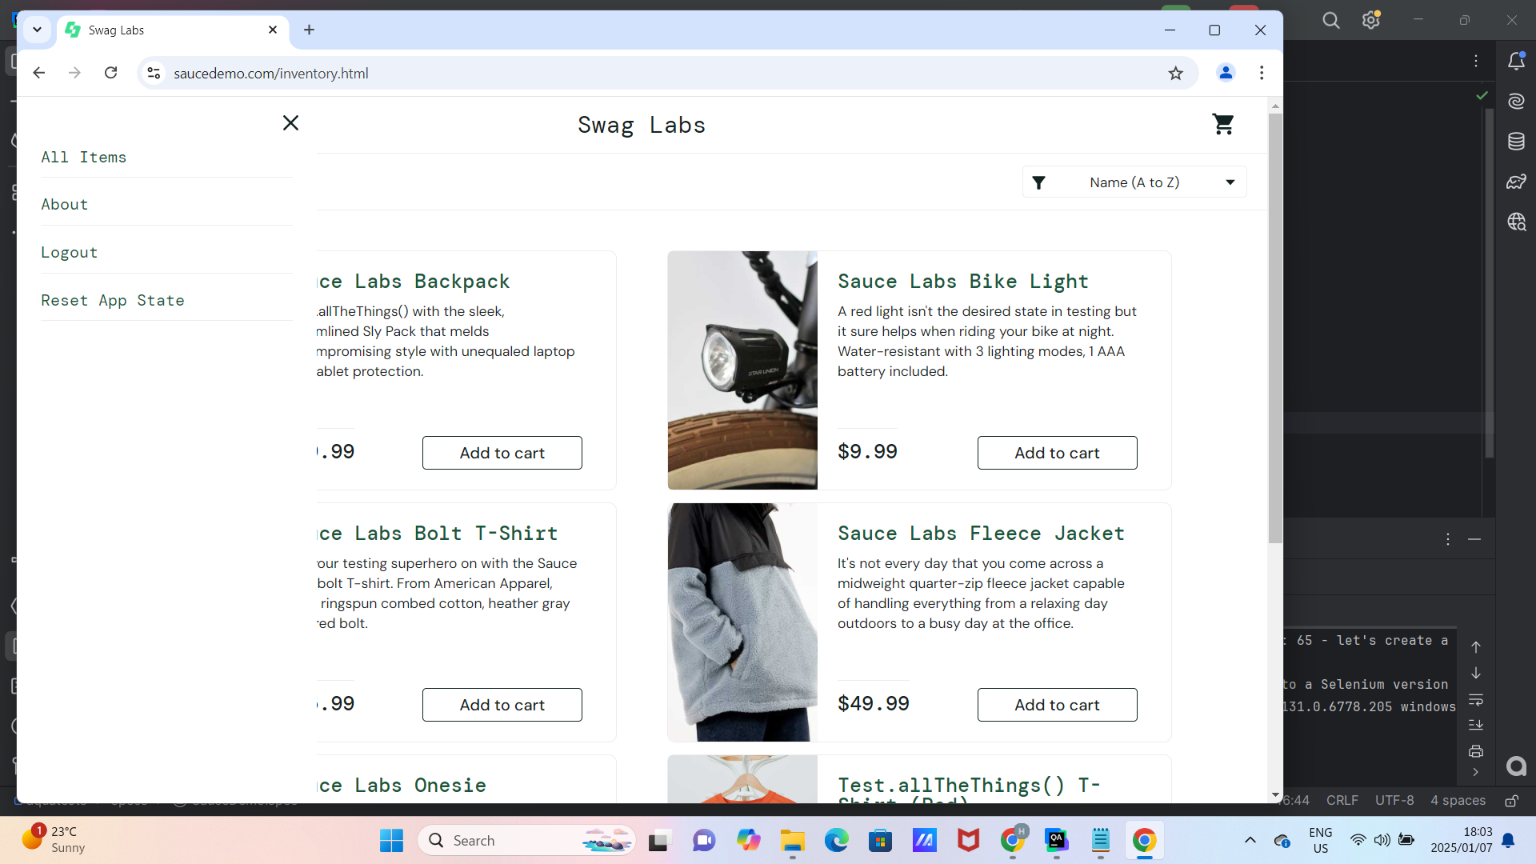 Swag Labs
saucedemo.com/inventory.html
Swag Labs
All Items
About
Logout
Reset App State
Name (A to Z)
ce Labs Backpack
.allTheThings() with the sleek,
mlined Sly Pack that melds
mpromising style with unequaled laptop
ablet protection.
.99
Add to cart
Sauce Labs Bike Light
A red light isn't the desired state in testing but
it sure helps when riding your bike at night.
Water-resistant with 3 lighting modes, 1 AAA
battery included.
$9.99
Add to cart
STAR UNION
ce Labs Bolt T-Shirt
our testing superhero on with the Sauce
bolt T-shirt. From American Apparel,
ringspun combed cotton, heather gray
red bolt.
.99
Add to cart
Sauce Labs Fleece Jacket
It's not every day that you come across a
midweight quarter-zip fleece jacket capable
of handling everything from a relaxing day
outdoors to a busy day at the office.
$49.99
Add to cart
ce Labs Onesie
Test.allTheThings() T-
: 65 - let's create a
to a Selenium version
131.0.6778.205 windows
6:44 CRLF UTF-8 4 spaces
1
23°C
Sunny
Search
H
QA
ENG
US
18:03
2025/01/07